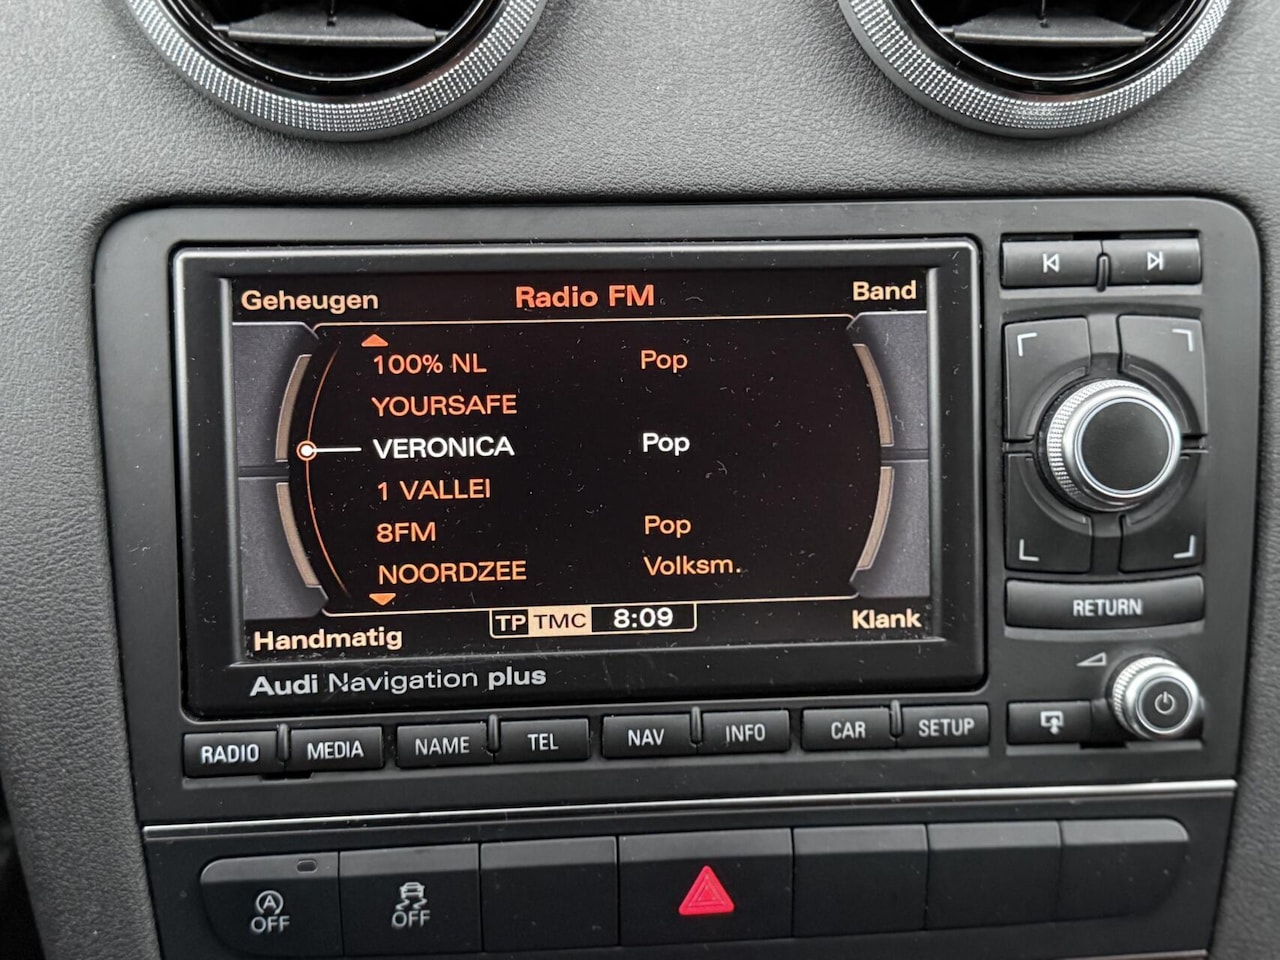 Geheugen Radio FM Band
100% NL Pop
YOURSAFE
VERONICA Pop
1 VALLEI
8FM Pop
NOORDZEE Volksm.
TP TMC 8:09
Handmatig Klank
Audi Navigation plus
RETURN
RADIO MEDIA NAME TEL NAV INFO CAR SETUP
A OFF OFF